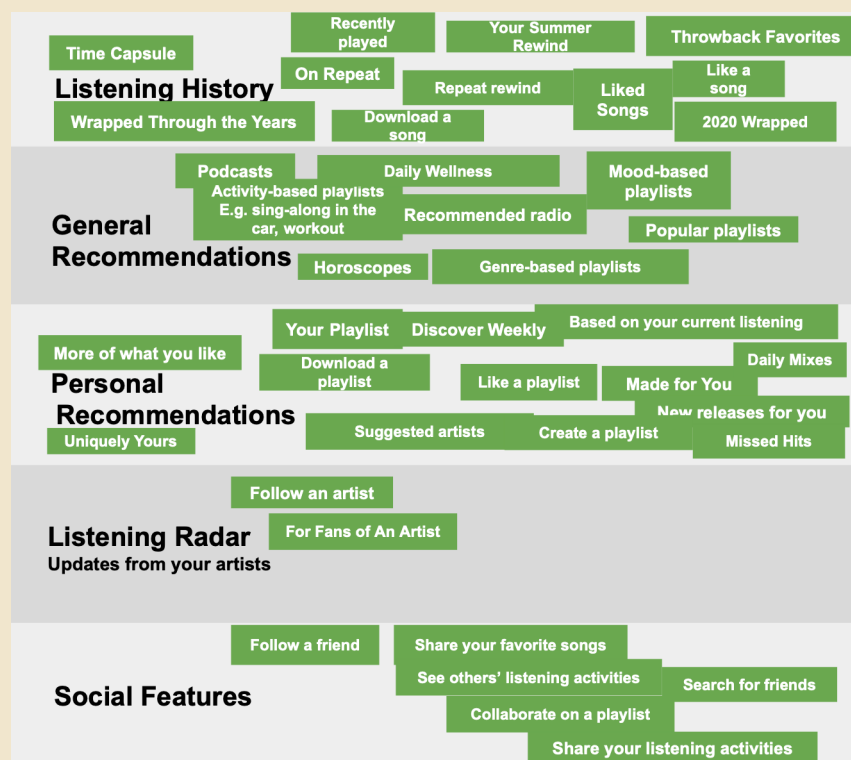 Recently
played
Your Summer
Rewind
Throwback Favorites
Time Capsule
On Repeat
Like a
song
Listening History
Repeat rewind
Liked
Songs
Wrapped Through the Years
Download a
song
2020 Wrapped
Podcasts
Daily Wellness
Mood-based
playlists
Activity-based playlists
E.g. sing-along in the
car, workout
Recommended radio
General
Recommendations
Popular playlists
Horoscopes
Genre-based playlists
Your Playlist
Discover Weekly
Based on your current listening
More of what you like
Download a
playlist
Daily Mixes
Like a playlist
Made for You
Personal
Recommendations
New releases for you
Uniquely Yours
Suggested artists
Create a playlist
Missed Hits
Follow an artist
For Fans of An Artist
Listening Radar
Updates from your artists
Follow a friend
Share your favorite songs
See others’ listening activities
Search for friends
Social Features
Collaborate on a playlist
Share your listening activities